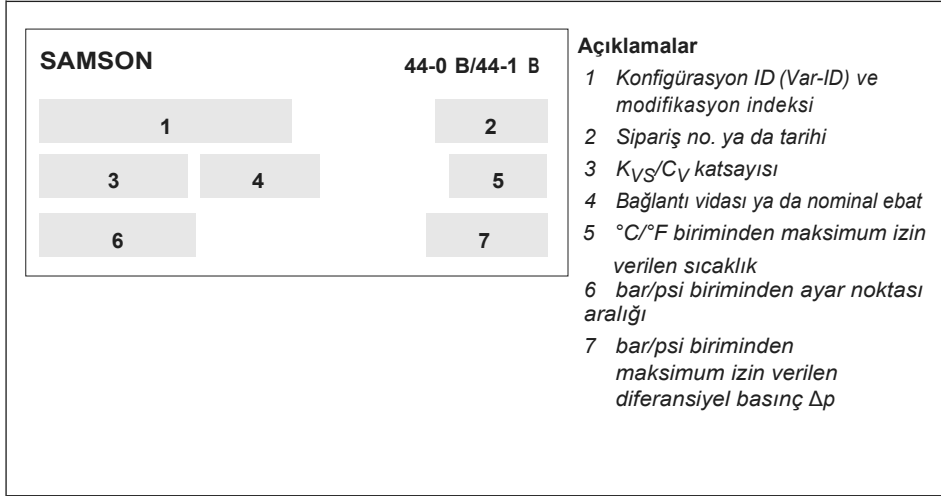 SAMSON
44-0 B/44-1 B
1
2
3
4
5
6
7
Açıklamalar
1 Konfigürasyon ID (Var-ID) ve
modifikasyon indeksi
2 Sipariş no. ya da tarihi
3 KVS/CV katsayısı
4 Bağlantı vidası ya da nominal ebat
5 °C/°F biriminden maksimum izin
verilen sıcaklık
6 bar/psi biriminden ayar noktası
aralığı
7 bar/psi biriminden
maksimum izin verilen
diferansiyel basınç Δp